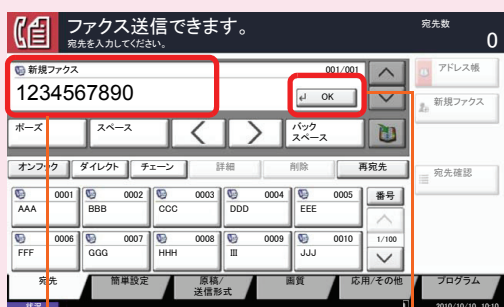 ファクス送信できます。
宛先を入力してください。
宛先数
0
新規ファクス
001/001
1234567890
OK
アドレス帳
新規ファクス
ポーズ
スペース
バック
スペース
オンフック
ダイレクト
チェーン
詳細
削除
再宛先
宛先確認
0001
AAA
0002
BBB
0003
CCC
0004
DDD
0005
EEE
番号
0006
FFF
0007
GGG
0008
HHH
0009
III
0010
JJJ
1/100
宛先
簡単設定
原稿/
送信形式
画質
応用/その他
プログラム
状況
2010/10/10 10:10